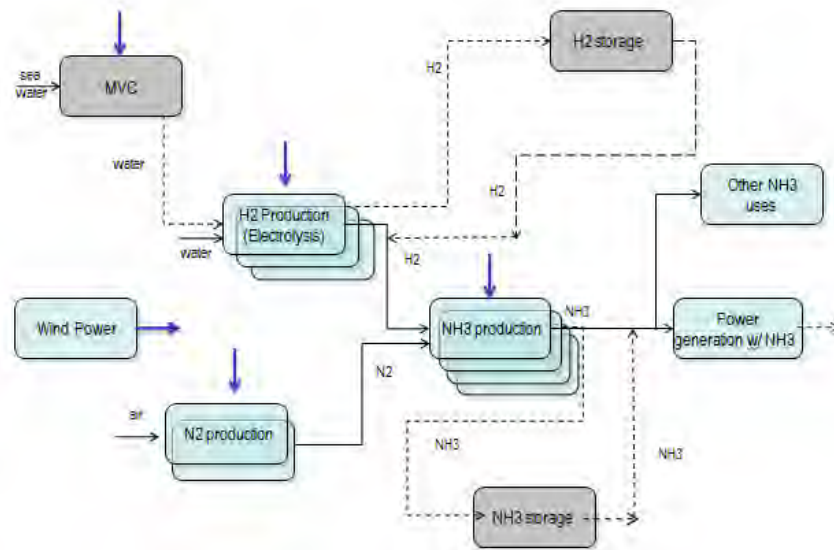 H2 storage
H2
sea
water
MVC
water
H2
Other NH3
uses
H2 Production
(Electrolysis)
water
H2
Wind Power
NH3 production
NH3
Power
generation w/ NH3
N2
air
N2 production
NH3
NH3
NH3 storage